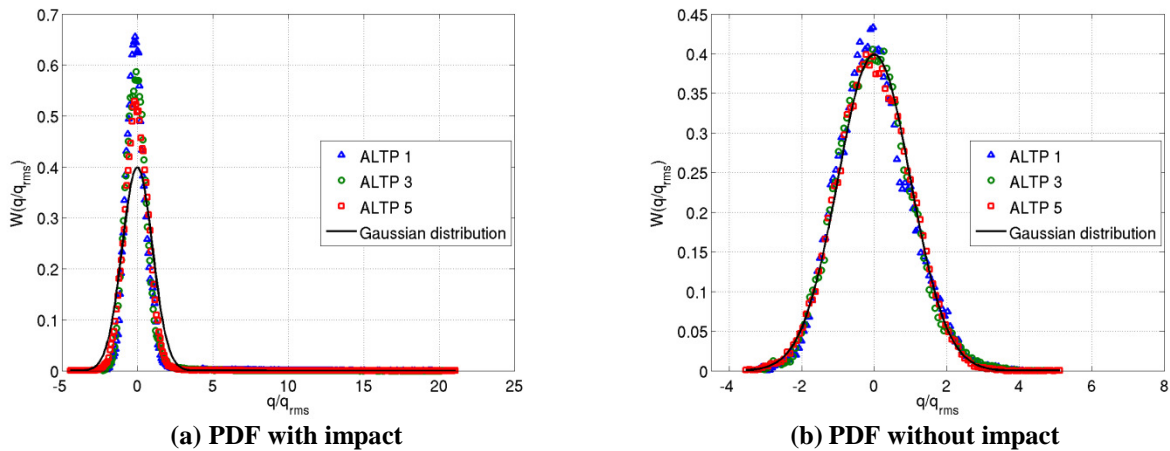 0.7
0.6
0.5
0.4
0.3
0.2
0.1
0
W(q/q_rms)
-5 0 5 10 15 20 25
q/q_rms
ALTP 1
ALTP 3
ALTP 5
Gaussian distribution
(a) PDF with impact
0.45
0.4
0.35
0.3
0.25
0.2
0.15
0.1
0.05
0
W(q/q_rms)
-4 -2 0 2 4 6 8
q/q_rms
ALTP 1
ALTP 3
ALTP 5
Gaussian distribution
(b) PDF without impact